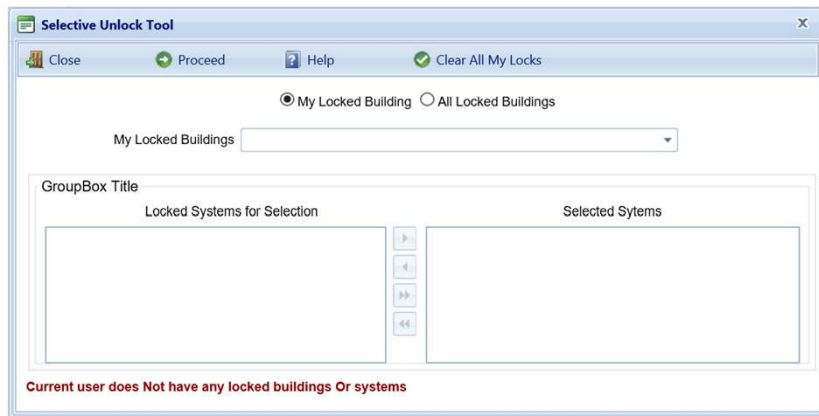 Selective Unlock Tool
Close Proceed Help Clear All My Locks
My Locked Building All Locked Buildings
My Locked Buildings
GroupBox Title
Locked Systems for Selection Selected Sytems
Current user does Not have any locked buildings Or systems